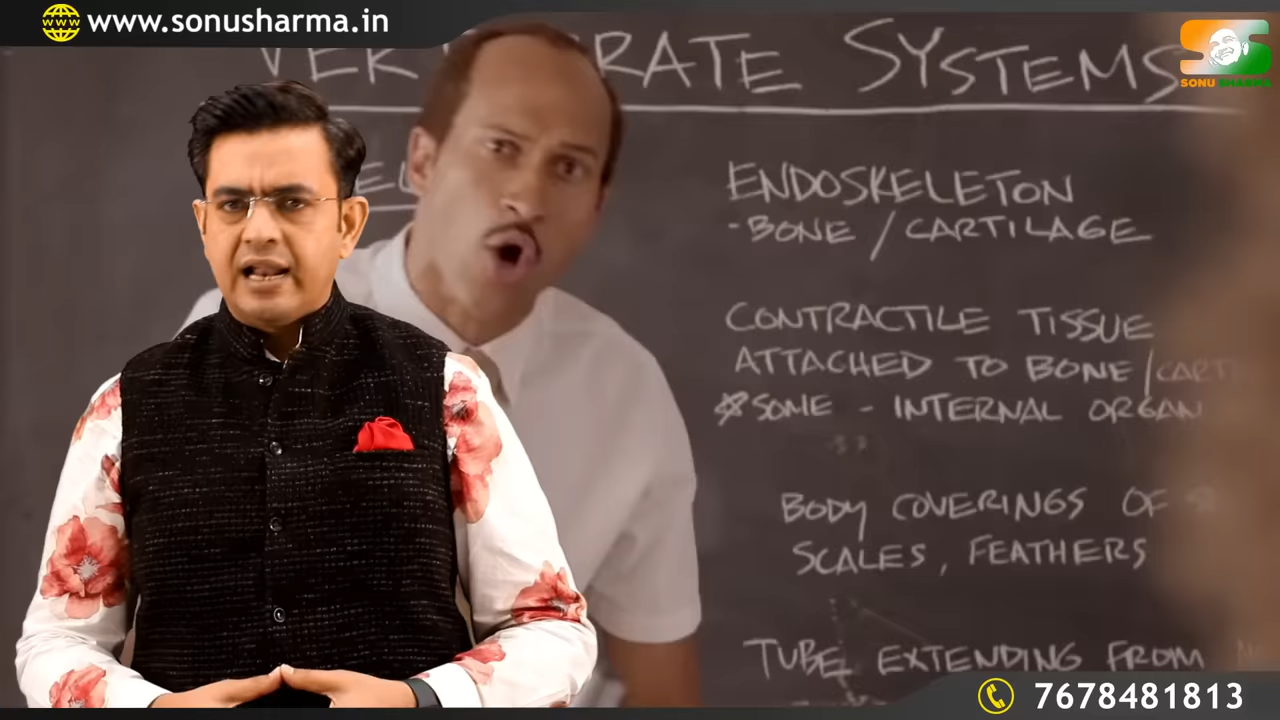 www.sonusharma.in
SYSTEMS
SONU SHARMA
ENDOSKELETON
- BONE / CARTILAGE
CONTRACTILE TISSUE
ATTACHED TO BONE /
SOME - INTERNAL ORGAN
BODY COVERINGS OF
SCALES, FEATHERS
TUBE EXTENDING FROM
7678481813